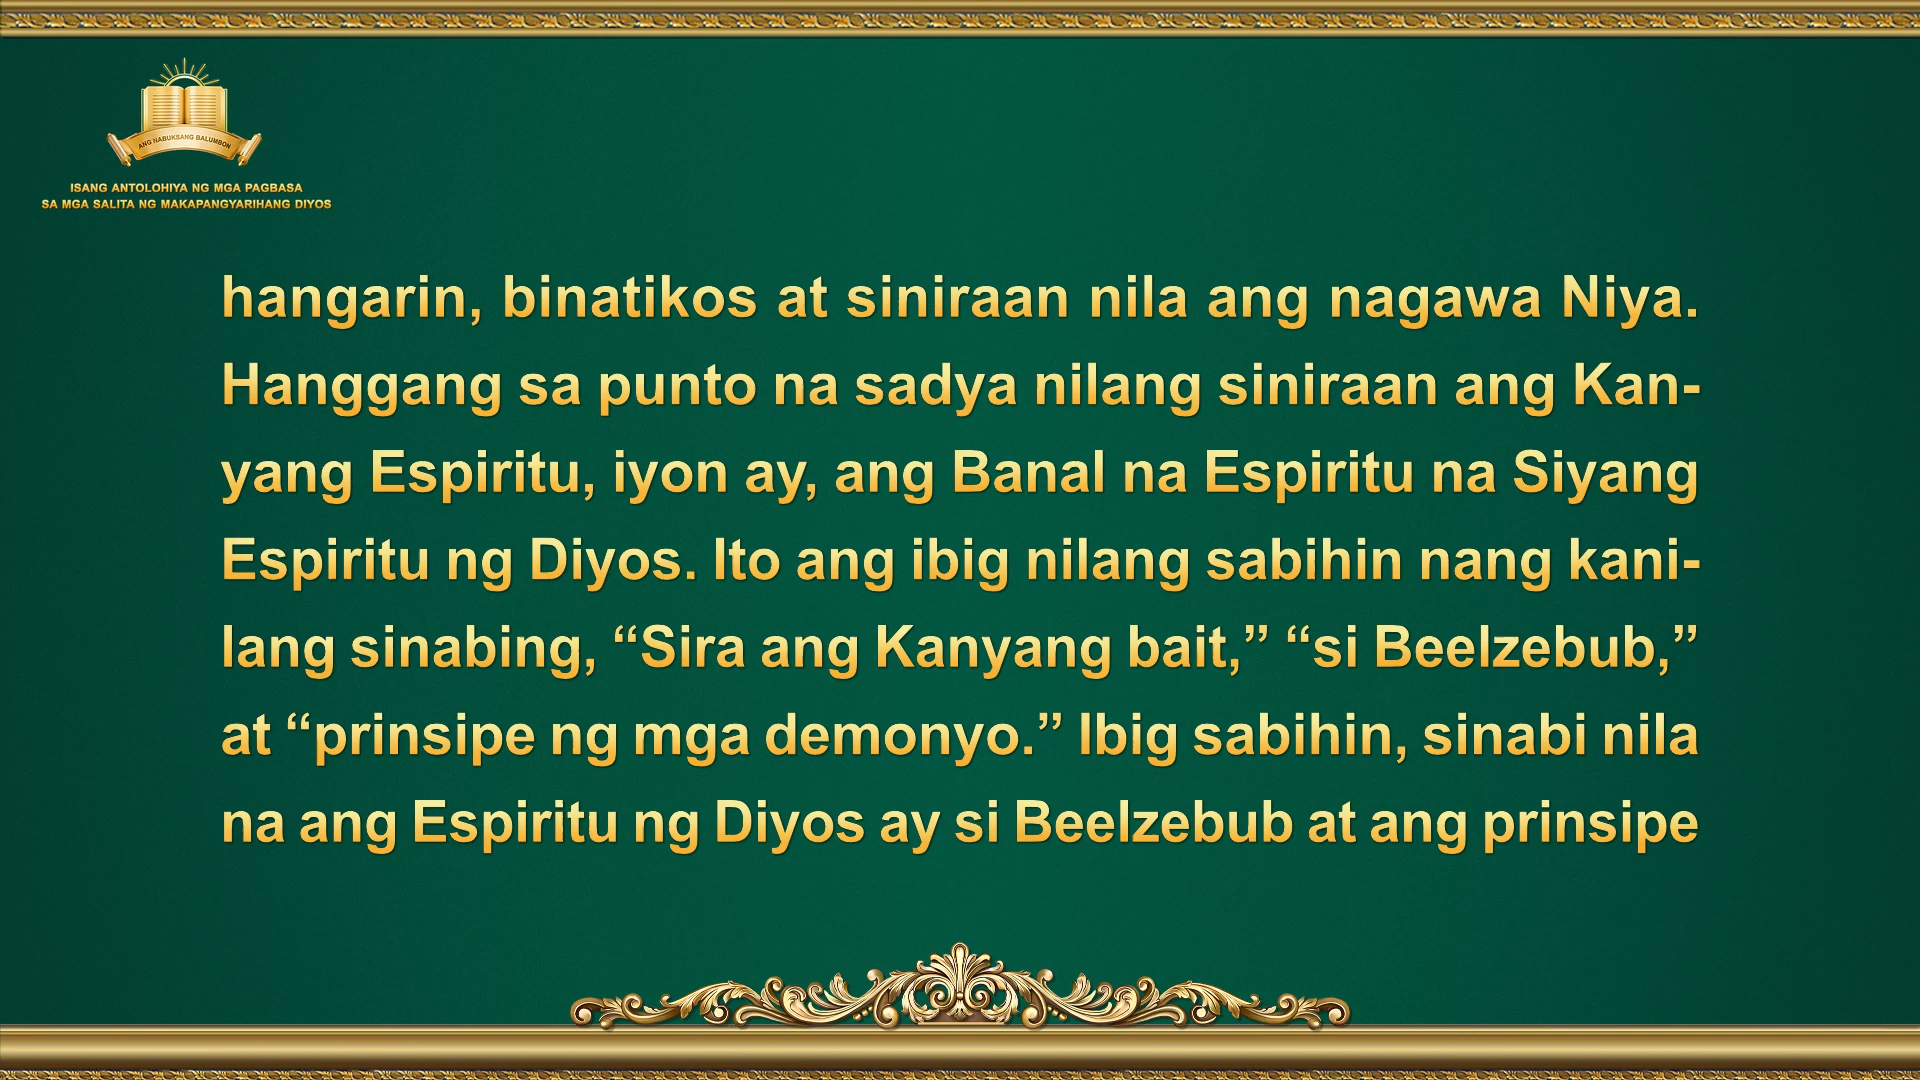 ANG NABUKSANG BALUMBON
ISANG ANTOLOHIYA NG MGA PAGBASA
SA MGA SALITA NG MAKAPANGYARIHANG DIYOS
hangarin, binatikos at siniraan nila ang nagawa Niya.
Hanggang sa punto na sadya nilang siniraan ang Kan-
yang Espiritu, iyon ay, ang Banal na Espiritu na Siyang
Espiritu ng Diyos. Ito ang ibig nilang sabihin nang kani-
lang sinabing, “Sira ang Kanyang bait,” “si Beelzebub,”
at “prinsipe ng mga demonyo.” Ibig sabihin, sinabi nila
na ang Espiritu ng Diyos ay si Beelzebub at ang prinsipe